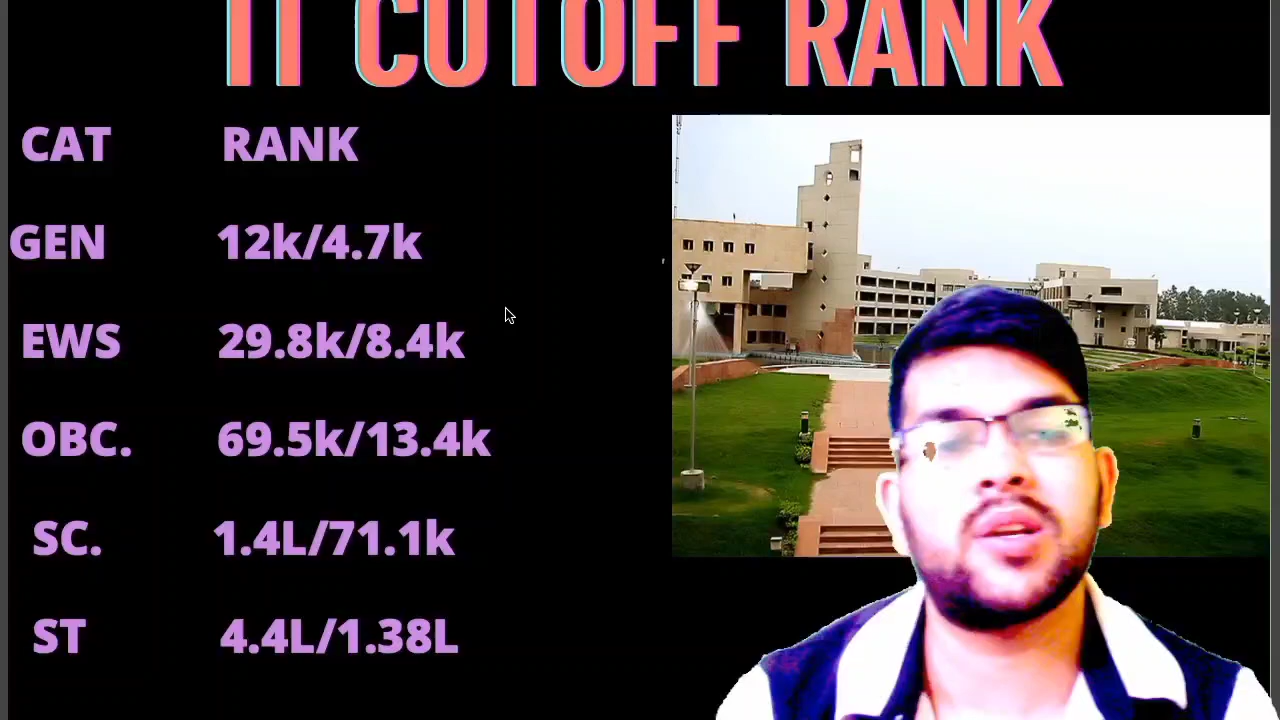 IT CUTOFF RANK
CAT RANK
GEN 12k/4.7k
EWS 29.8k/8.4k
OBC. 69.5k/13.4k
SC. 1.4L/71.1k
ST 4.4L/1.38L